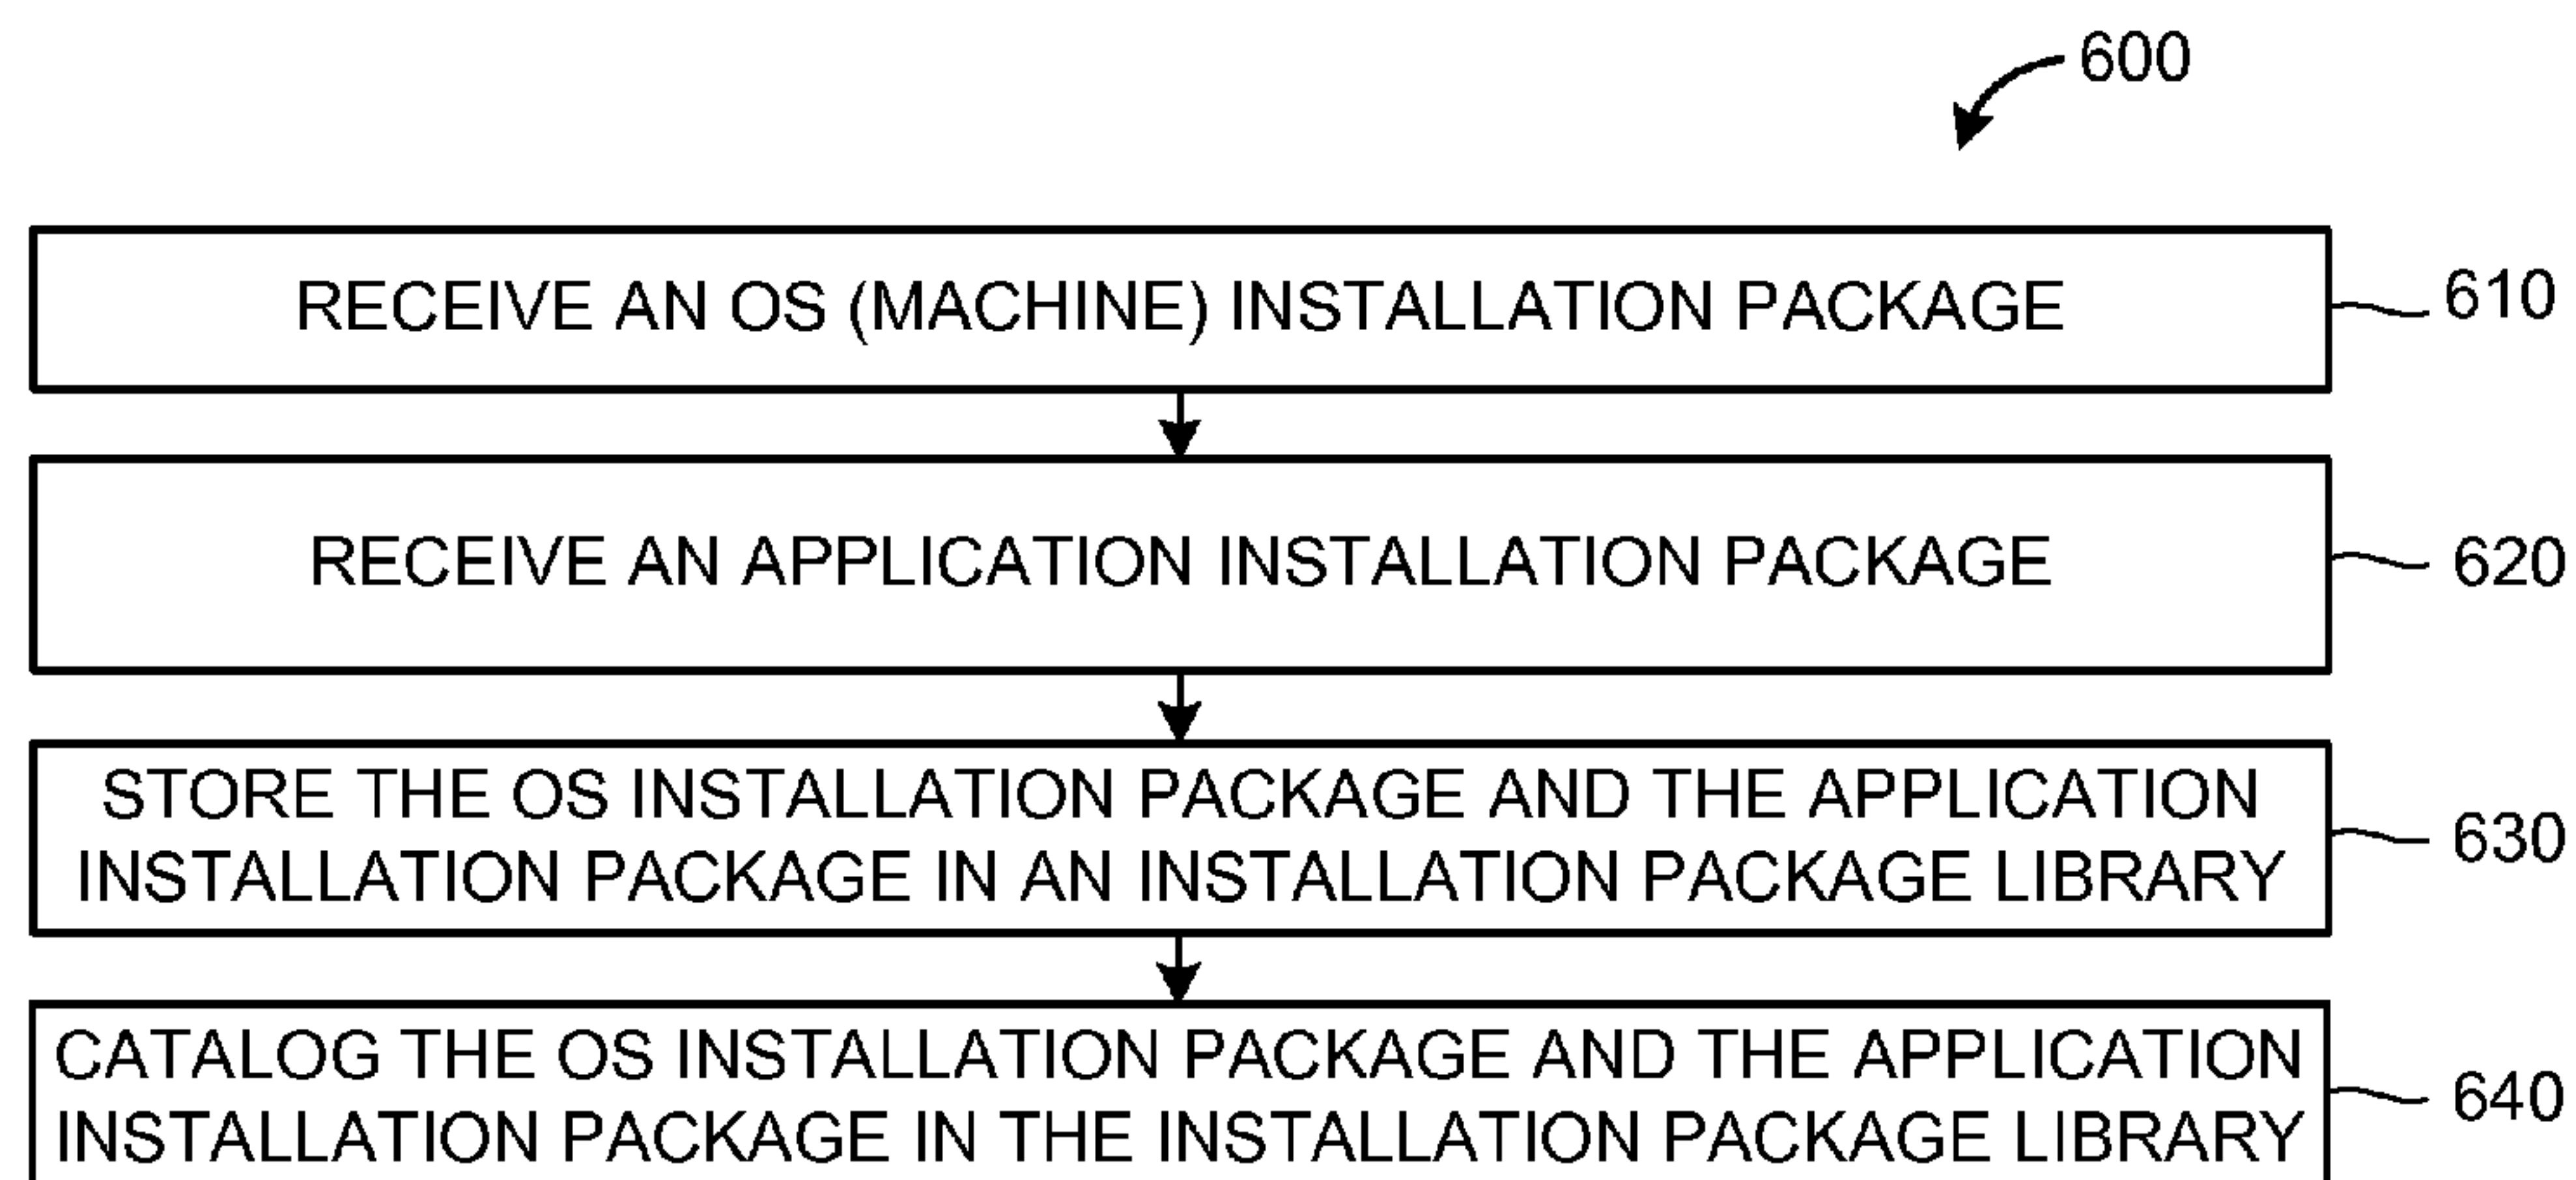 600
RECEIVE AN OS (MACHINE) INSTALLATION PACKAGE
610
RECEIVE AN APPLICATION INSTALLATION PACKAGE
620
STORE THE OS INSTALLATION PACKAGE AND THE APPLICATION
INSTALLATION PACKAGE IN AN INSTALLATION PACKAGE LIBRARY
630
CATALOG THE OS INSTALLATION PACKAGE AND THE APPLICATION
INSTALLATION PACKAGE IN THE INSTALLATION PACKAGE LIBRARY
640